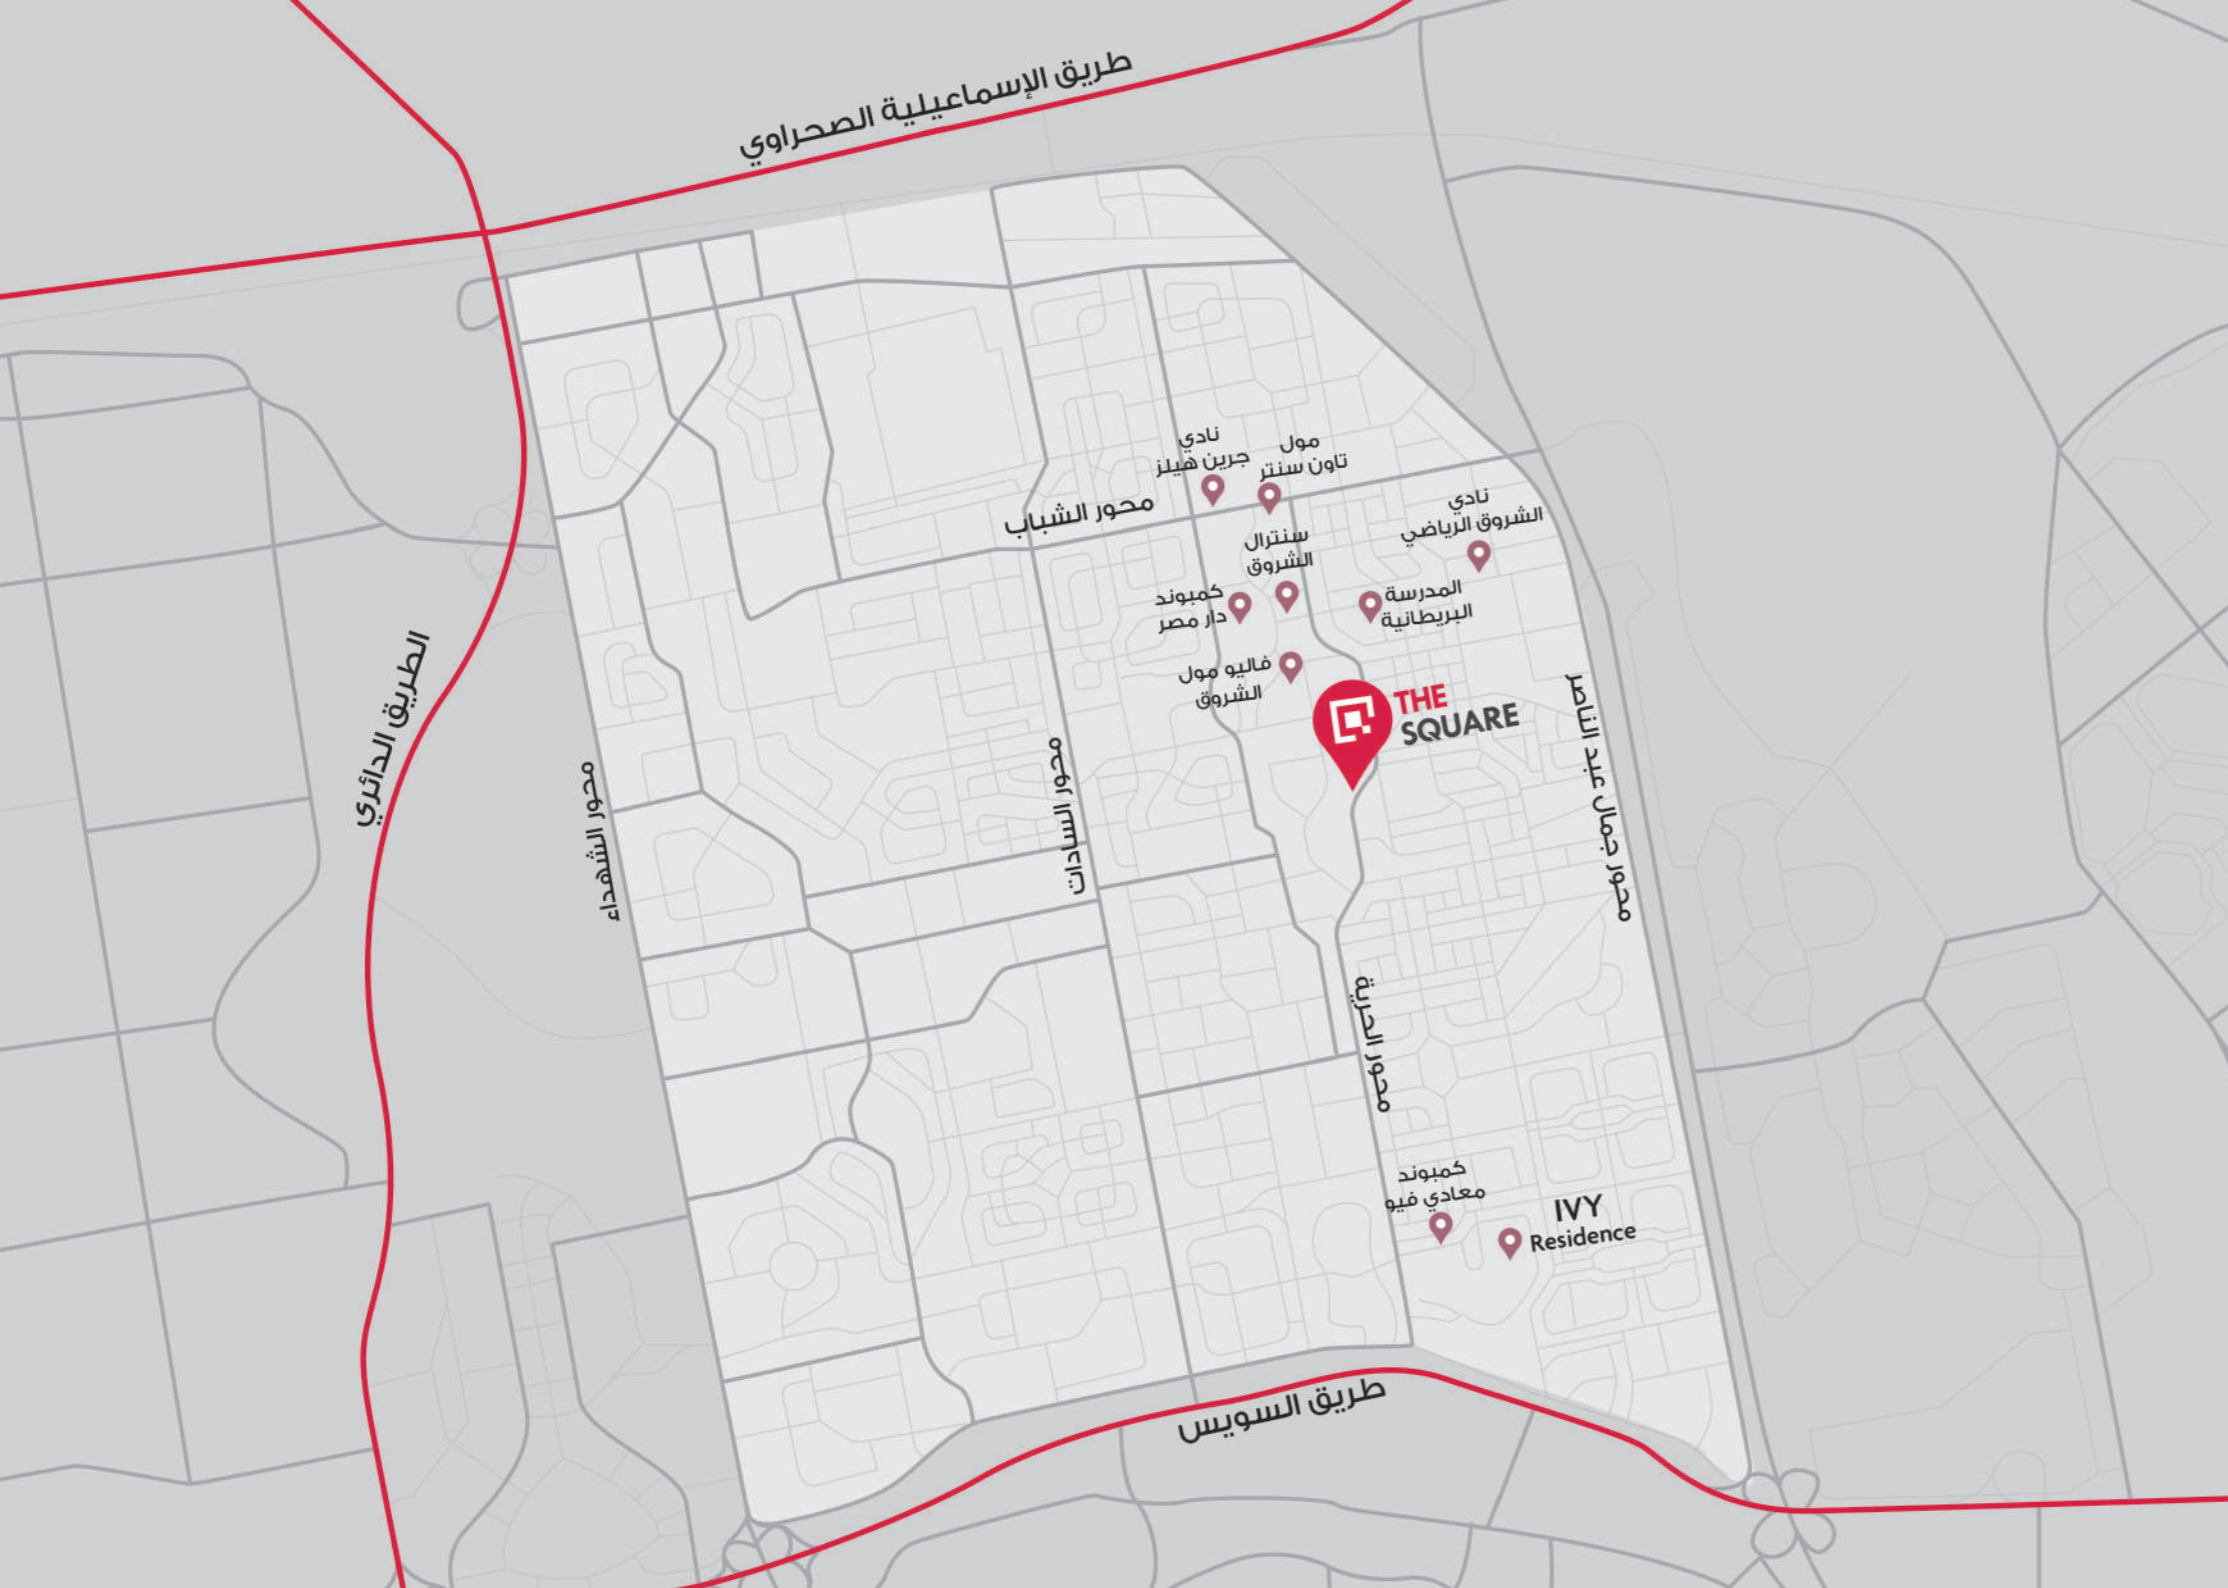 طريق الإسماعيلية الصحراوي
نادي
جرين هيلز
مول
تاون سنتر
محور الشباب
نادي
الشروق الرياضي
سنترال
الشروق
كمبوند
دار مصر
المدرسة
البريطانية
فاليو مول
الشروق
THE
SQUARE
الطريق الدائري
محور الشهداء
محور السادات
محور جمال عبد الناصر
محور الحرية
كمبوند
معادي فيو
IVY
Residence
طريق السويس